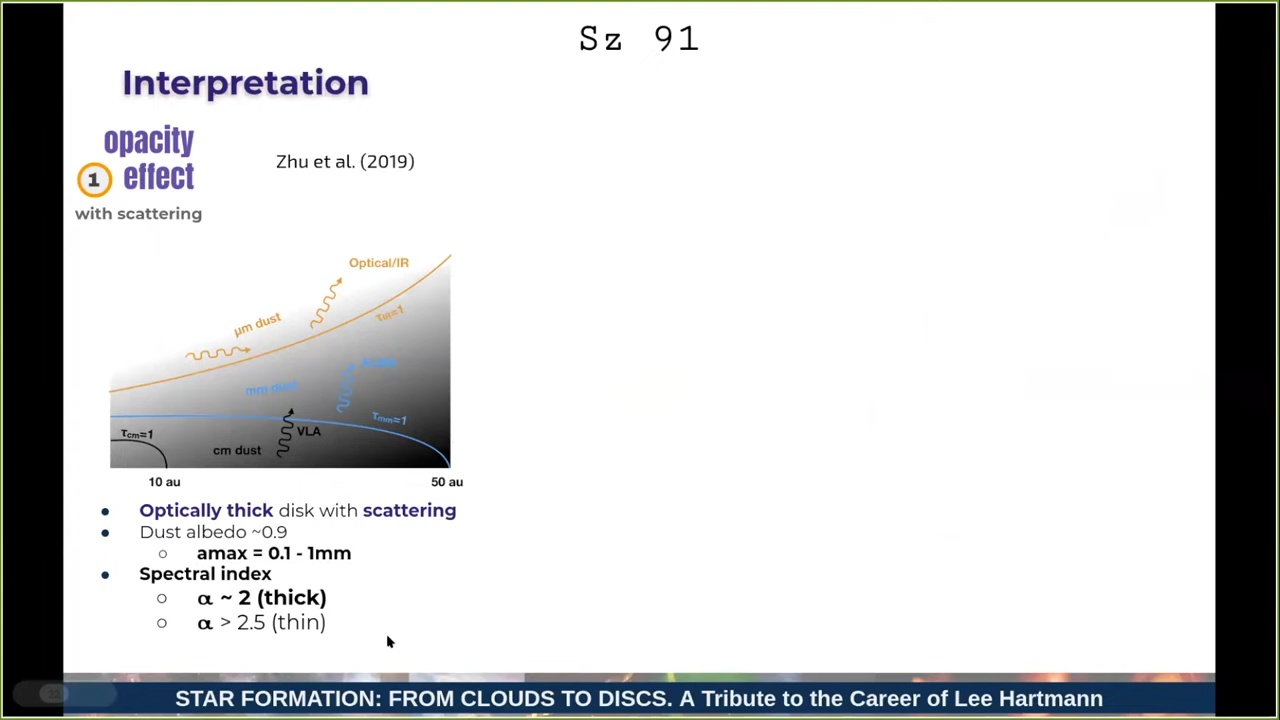 Sz 91
Interpretation
opacity
1 effect
with scattering
Zhu et al. (2019)
Optical/IR
μm dust
τIR=1
mm dust
τmm=1
τcm=1
VLA
cm dust
10 au
50 au
● Optically thick disk with scattering
● Dust albedo ~0.9
○ amax = 0.1 - 1mm
● Spectral index
○ α ~ 2 (thick)
○ α > 2.5 (thin)
22
STAR FORMATION: FROM CLOUDS TO DISCS. A Tribute to the Career of Lee Hartmann